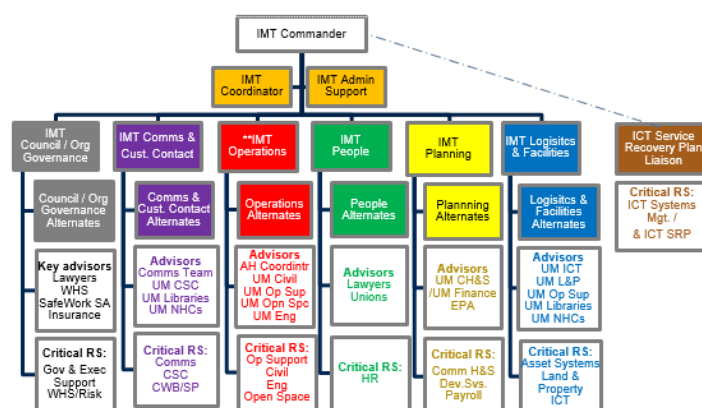 IMT Commander
IMT
Coordinator
IMT Admin
Support
IMT
Council / Org
Governance
IMT Comms &
Cust. Contact
**IMT
Operations
IMT
People
IMT
Planning
IMT Logisitcs
& Facilities
ICT Service
Recovery Plan
Liaison
Council / Org
Governance
Alternates
Comms &
Cust. Contact
Alternates
Operations
Alternates
People
Alternates
Plannning
Alternates
Logisitcs &
Facilities
Alternates
Critical RS:
ICT Systems
Mgt. /
& ICT SRP
Key advisors
Lawyers
WHS
SafeWork SA
Insurance
Advisors
Comms Team
UM CSC
UM Libraries
UM NHCs
Advisors
AH Coordintr
UM Civil
UM Op Sup
UM Opn Spc
UM Eng
Advisors
Lawyers
Unions
Advisors
UM CH&S
/UM Finance
EPA
Advisors
UM ICT
UM L&P
UM Op Sup
UM Libraries
UM NHCs
Critical RS:
Gov & Exec
Support
WHS/Risk
Critical RS:
Comms
CSC
CWB/SP
Critical RS:
Op Support
Civil
Eng
Open Space
Critical RS:
HR
Critical RS:
Comm H&S
Dev.Svs.
Payroll
Critical RS:
Asset Systems
Land &
Property
ICT